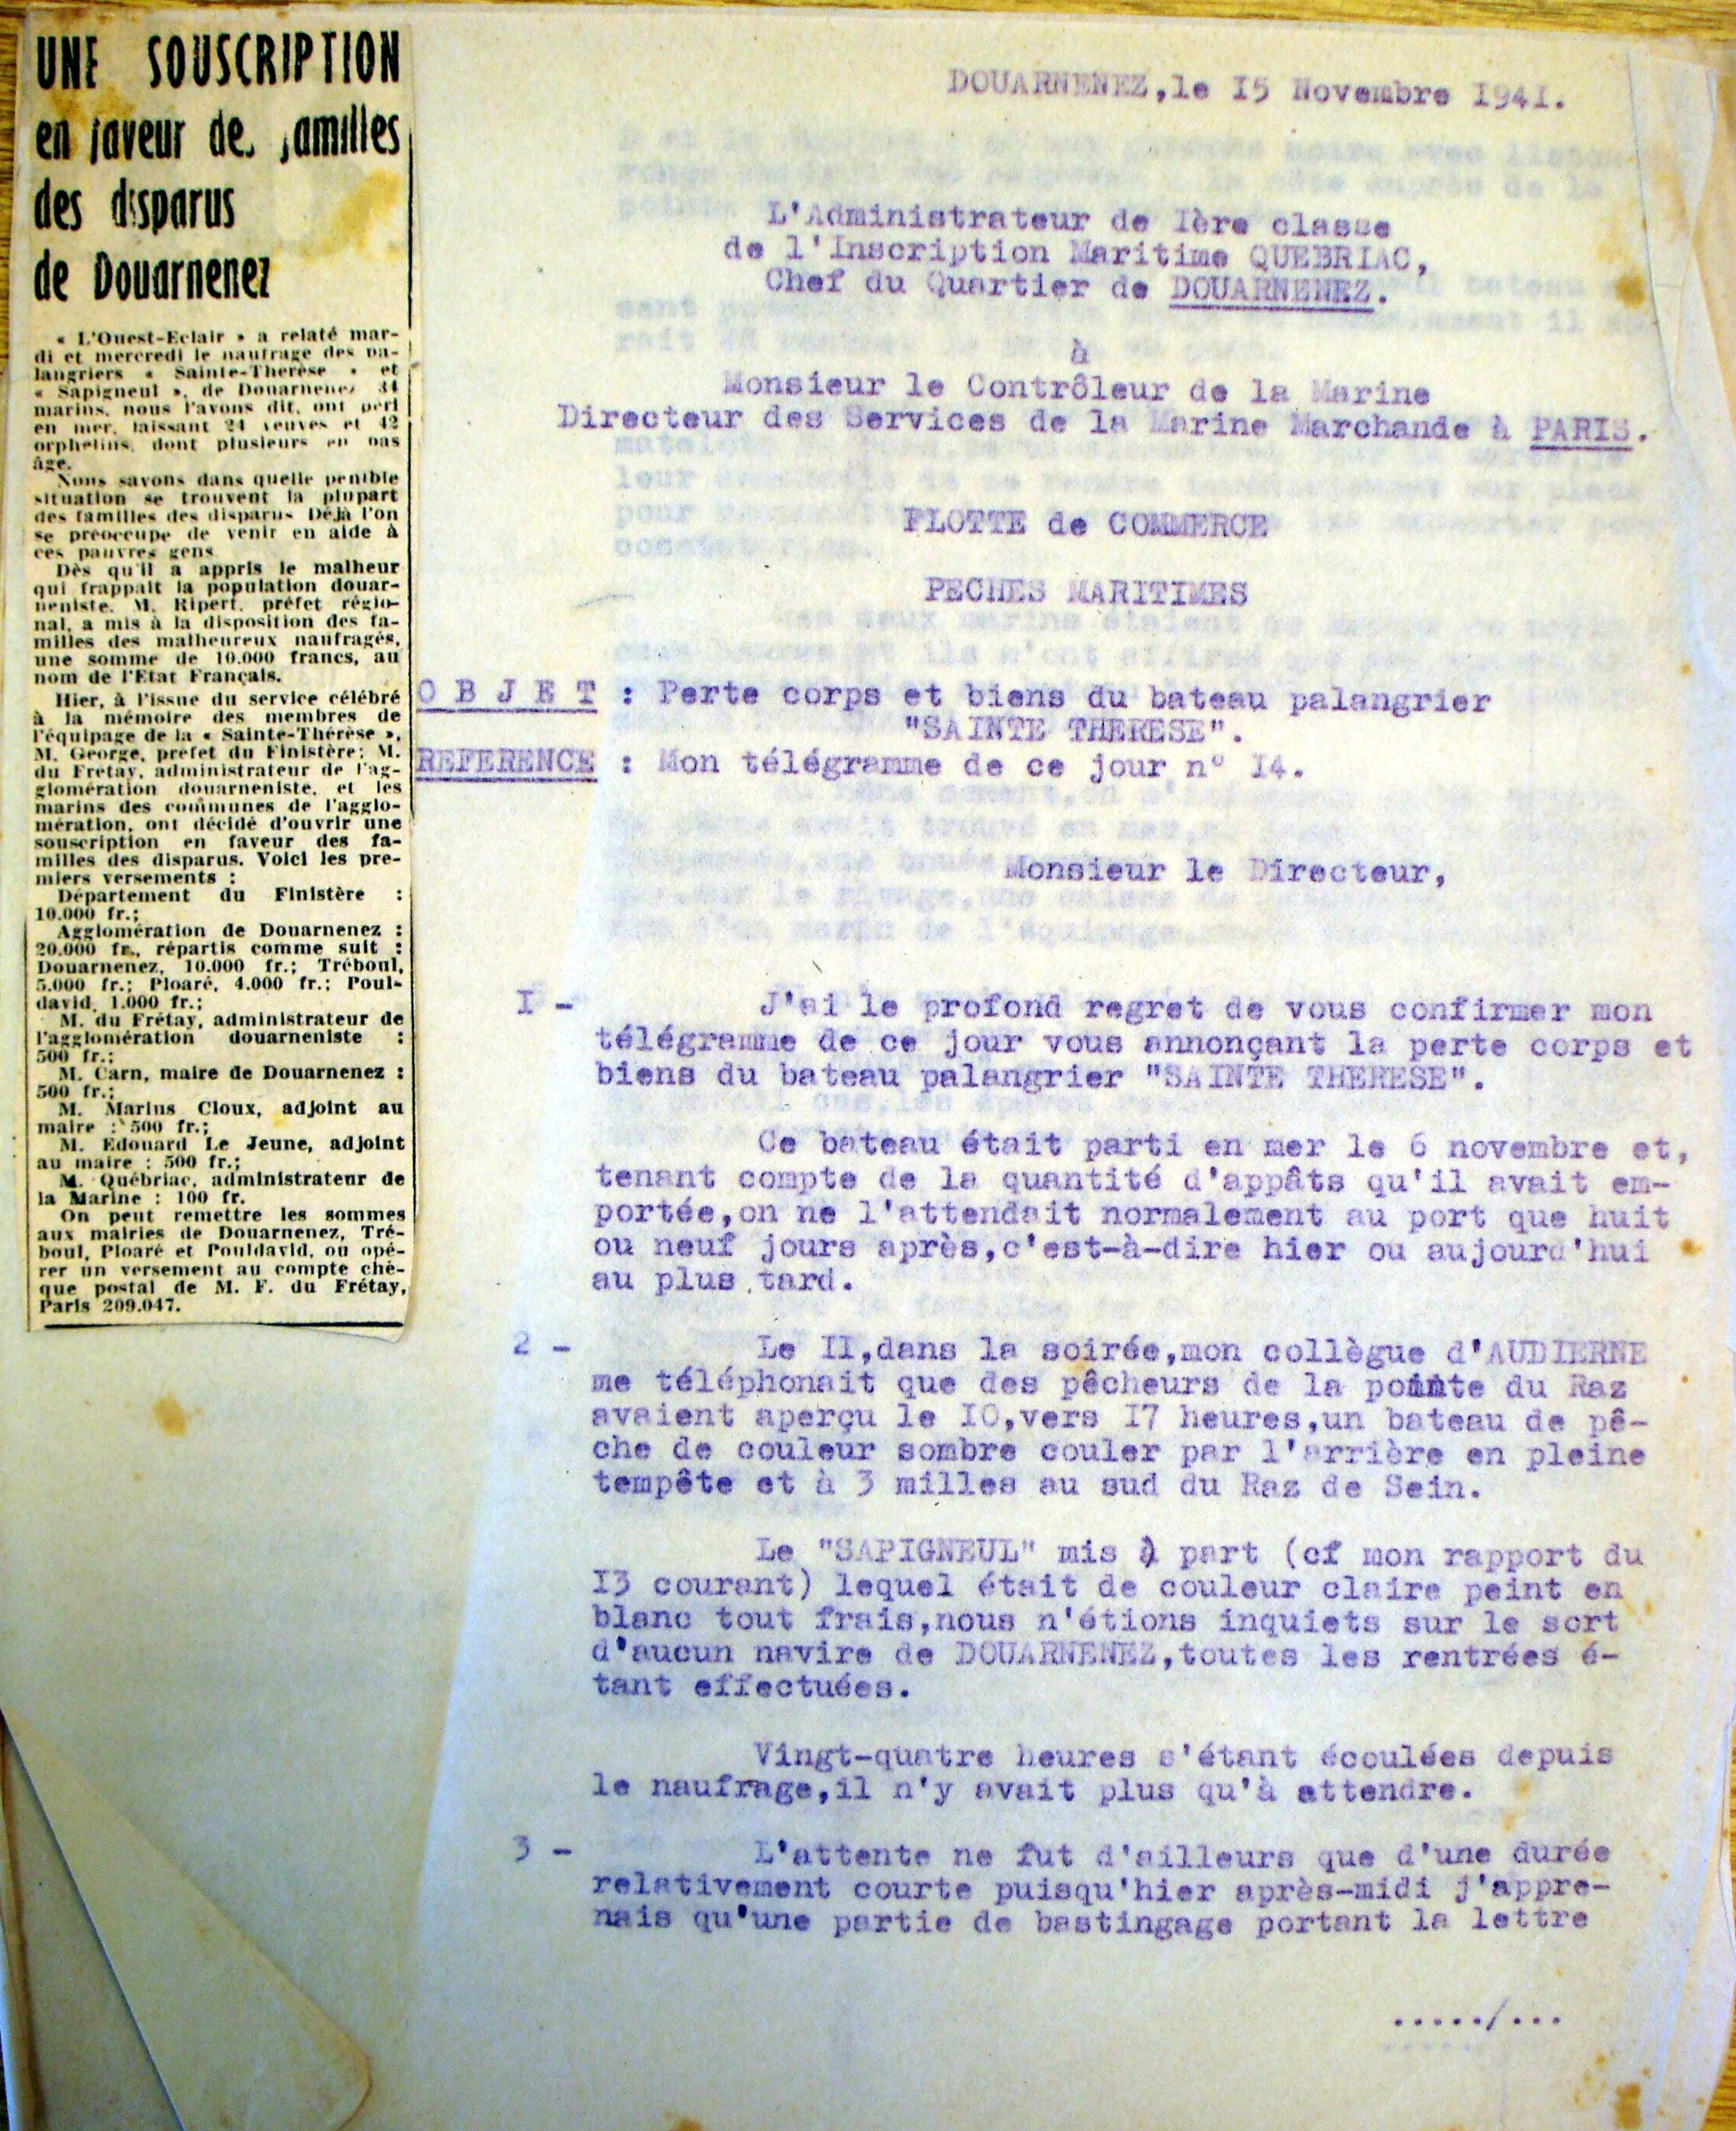 UNE SOUSCRIPTION
en faveur des familles
des disparus
de Douarnenez
« L'Ouest-Eclair » a relaté mar-
di et mercredi le naufrage des pa-
langriers « Sainte-Thérèse » et
« Sapigneul », de Douarnenez 31
marins, nous l'avons dit, ont péri
en mer, laissant 21 veuves et 42
orphelins, dont plusieurs en bas
âge.
Nous savons dans quelle pénible
situation se trouvent la plupart
des familles des disparus Déjà l'on
se préoccupe de venir en aide à
ces pauvres gens
Dès qu'il a appris le malheur
qui frappait la population douar-
neniste, M. Ripert, préfet régio-
nal, a mis à la disposition des fa-
milles des malheureux naufragés,
une somme de 10.000 francs, au
nom de l'Etat Français.
Hier, à l'issue du service célébré
à la mémoire des membres de
l'équipage de la « Sainte-Thérèse »,
M. George, préfet du Finistère; M.
du Frétay, administrateur de l'ag-
glomération douarneniste, et les
marins des communes de l'agglo-
mération, ont décidé d'ouvrir une
souscription en faveur des fa-
milles des disparus. Voici les pre-
miers versements :
Département du Finistère :
10.000 fr.;
Agglomération de Douarnenez :
20.000 fr., répartis comme suit :
Douarnenez, 10.000 fr.; Tréboul,
5.000 fr.; Ploaré, 4.000 fr.; Poul-
david, 1.000 fr.;
M. du Frétay, administrateur de
l'agglomération douarneniste :
500 fr.;
M. Carn, maire de Douarnenez :
500 fr.;
M. Marius Cloux, adjoint au
maire : 500 fr.;
M. Edouard Le Jeune, adjoint
au maire : 500 fr.;
M. Québriac, administrateur de
la Marine : 100 fr.
On peut remettre les sommes
aux mairies de Douarnenez, Tré-
boul, Ploaré et Pouldavid, ou opé-
rer un versement au compte chè-
que postal de M. F. du Frétay,
Paris 209.047.
DOUARNENEZ,le I5 Novembre I94I.
L'Administrateur de Ière classe
de l'Inscription Maritime QUEBRIAC,
Chef du Quartier de DOUARNENEZ.
à
Monsieur le Contrôleur de la Marine
Directeur des Services de la Marine Marchande à PARIS.
FLOTTE de COMMERCE
PECHES MARITIMES
O B J E T : Perte corps et biens du bateau palangrier
"SAINTE THERESE".
REFERENCE : Mon télégramme de ce jour n° I4.
Monsieur le Directeur,
I - J'ai le profond regret de vous confirmer mon
télégramme de ce jour vous annonçant la perte corps et
biens du bateau palangrier "SAINTE THERESE".
Ce bateau était parti en mer le 6 novembre et,
tenant compte de la quantité d'appâts qu'il avait em-
portée,on ne l'attendait normalement au port que huit
ou neuf jours après,c'est-à-dire hier ou aujourd'hui
au plus tard.
2 - Le II,dans la soirée,mon collègue d'AUDIERNE
me téléphonait que des pêcheurs de la pointe du Raz
avaient aperçu le I0,vers I7 heures,un bateau de pê-
che de couleur sombre couler par l'arrière en pleine
tempête et à 3 milles au sud du Raz de Sein.
Le "SAPIGNEUL" mis à part (cf mon rapport du
I3 courant) lequel était de couleur claire peint en
blanc tout frais,nous n'étions inquiets sur le sort
d'aucun navire de DOUARNENEZ,toutes les rentrées é-
tant effectuées.
Vingt-quatre heures s'étant écoulées depuis
le naufrage,il n'y avait plus qu'à attendre.
3 - L'attente ne fut d'ailleurs que d'une durée
relativement courte puisqu'hier après-midi j'appre-
nais qu'une partie de bastingage portant la lettre
...../...